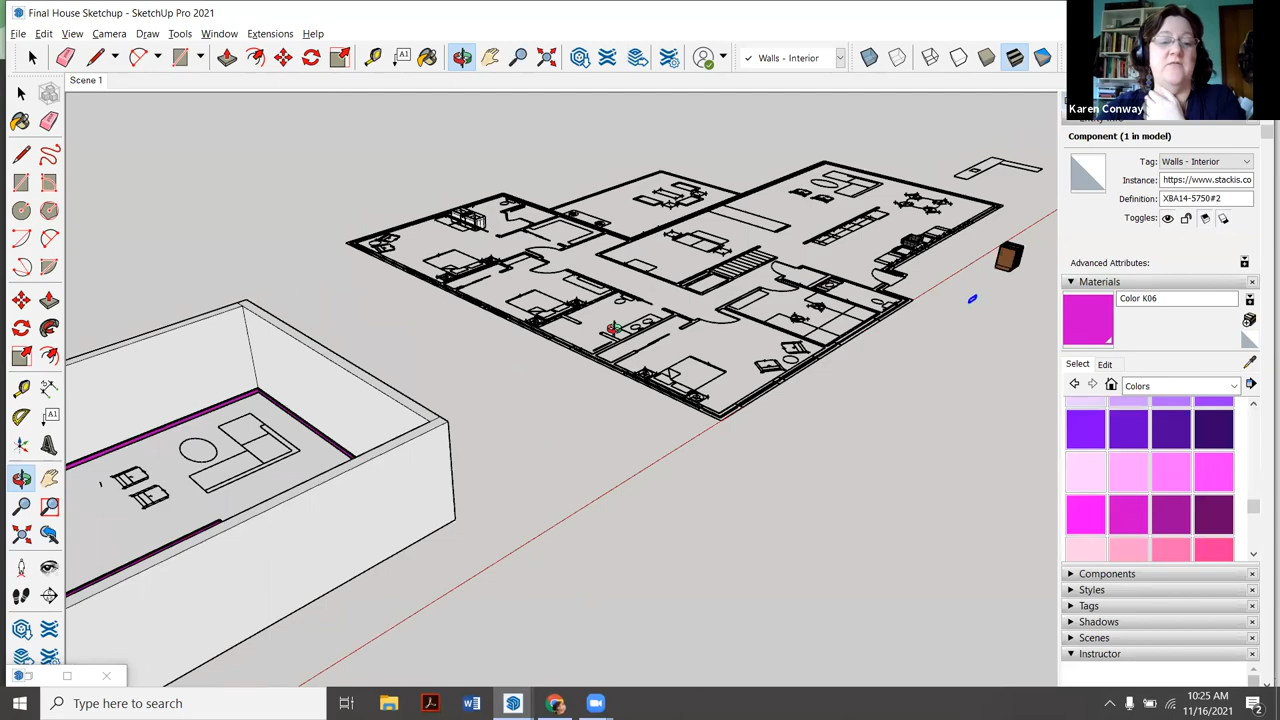 Final House Sketchup - SketchUp Pro 2021
File Edit View Camera Draw Tools Window Extensions Help
Walls - Interior
Scene 1
Karen Conway
Entity Info
Component (1 in model)
Tag: Walls - Interior
Instance: https://www.stackis.co
Definition: XBA14-5750#2
Toggles:
Advanced Attributes:
Materials
Color K06
Select Edit
Colors
Components
Styles
Tags
Shadows
Scenes
Instructor
Type here to search
10:25 AM
11/16/2021
2